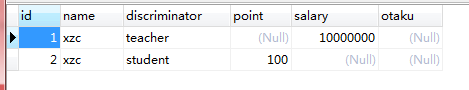 id name discriminator point salary otaku
1 xzc teacher (Null) 10000000 (Null)
2 xzc student 100 (Null) (Null)